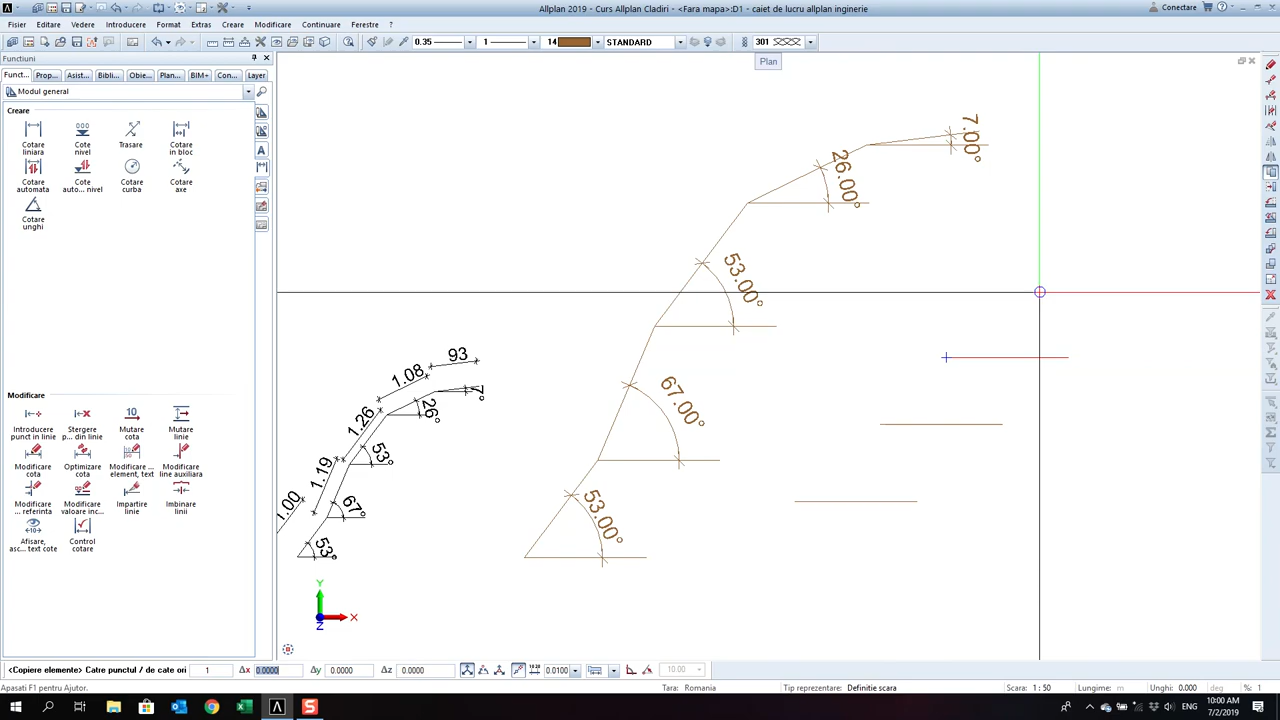 Allplan 2019 - Curs Allplan Cladiri - <Fara mapa>:D1 - caiet de lucru allplan inginerie
Conectare
Fisier Editare Vedere Introducere Format Extras Creare Modificare Continuare Fereastra Allplan Connect ?
0.35 1 14 STANDARD 301
Functiuni
Plan
Funct... Prop... Asist... Bibli... Obie... Plan... BIM+ Con... Layer
Modul general
Creare
Cotare liniara
Cote nivel
Trasare
Cotare in bloc
Cotare automata
Cote auto... nivel
Cotare curba
Cotare axe
Cotare unghi
Modificare
Introducere punct in linie
Stergere p... din linie
Mutare cota
Mutare linie
Modificare cota
Optimizare cota
Modificare ... element, text
Modificare linie auxiliara
Modificare ... referinta
Modificare valoare inc...
Impartire linie
Imbinare linii
Afisare, asc... text cote
Control cotare
7.00°
26.00°
53.00°
67.00°
53.00°
93
1.08
1.26
1.19
1.00
7°
26°
53°
67°
53°
Y
X
Z
<Copiere elemente> Catre punctul / de cate ori 1 Δx 0.0000 Δy 0.0000 Δz 0.0000 0.0100 10.00
Apasati F1 pentru Ajutor.
Tara: Romania Tip reprezentare: Definitie scara Scara: 1 : 50 Lungime: m Unghi: 0.000 deg %: 1
10:00 AM
7/2/2019